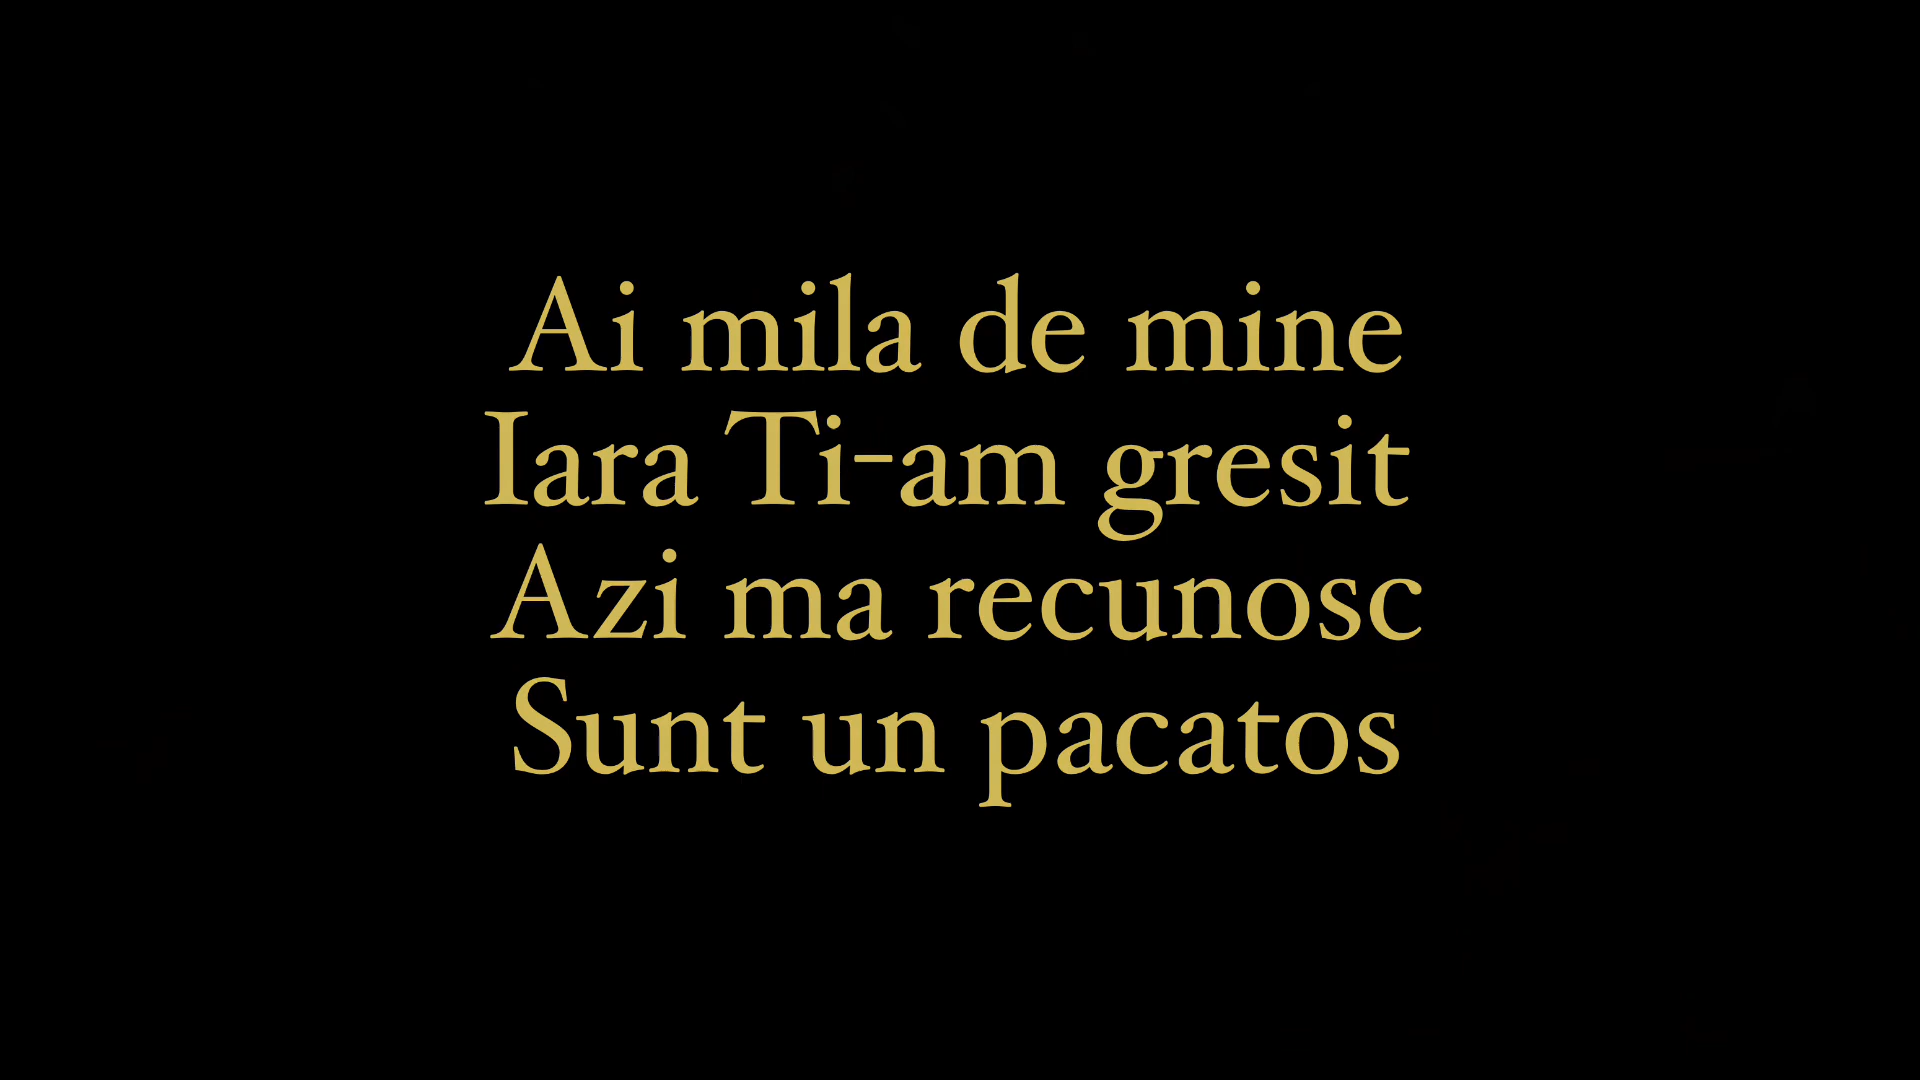 Ai mila de mine
Iara Ti-am gresit
Azi ma recunosc
Sunt un pacatos